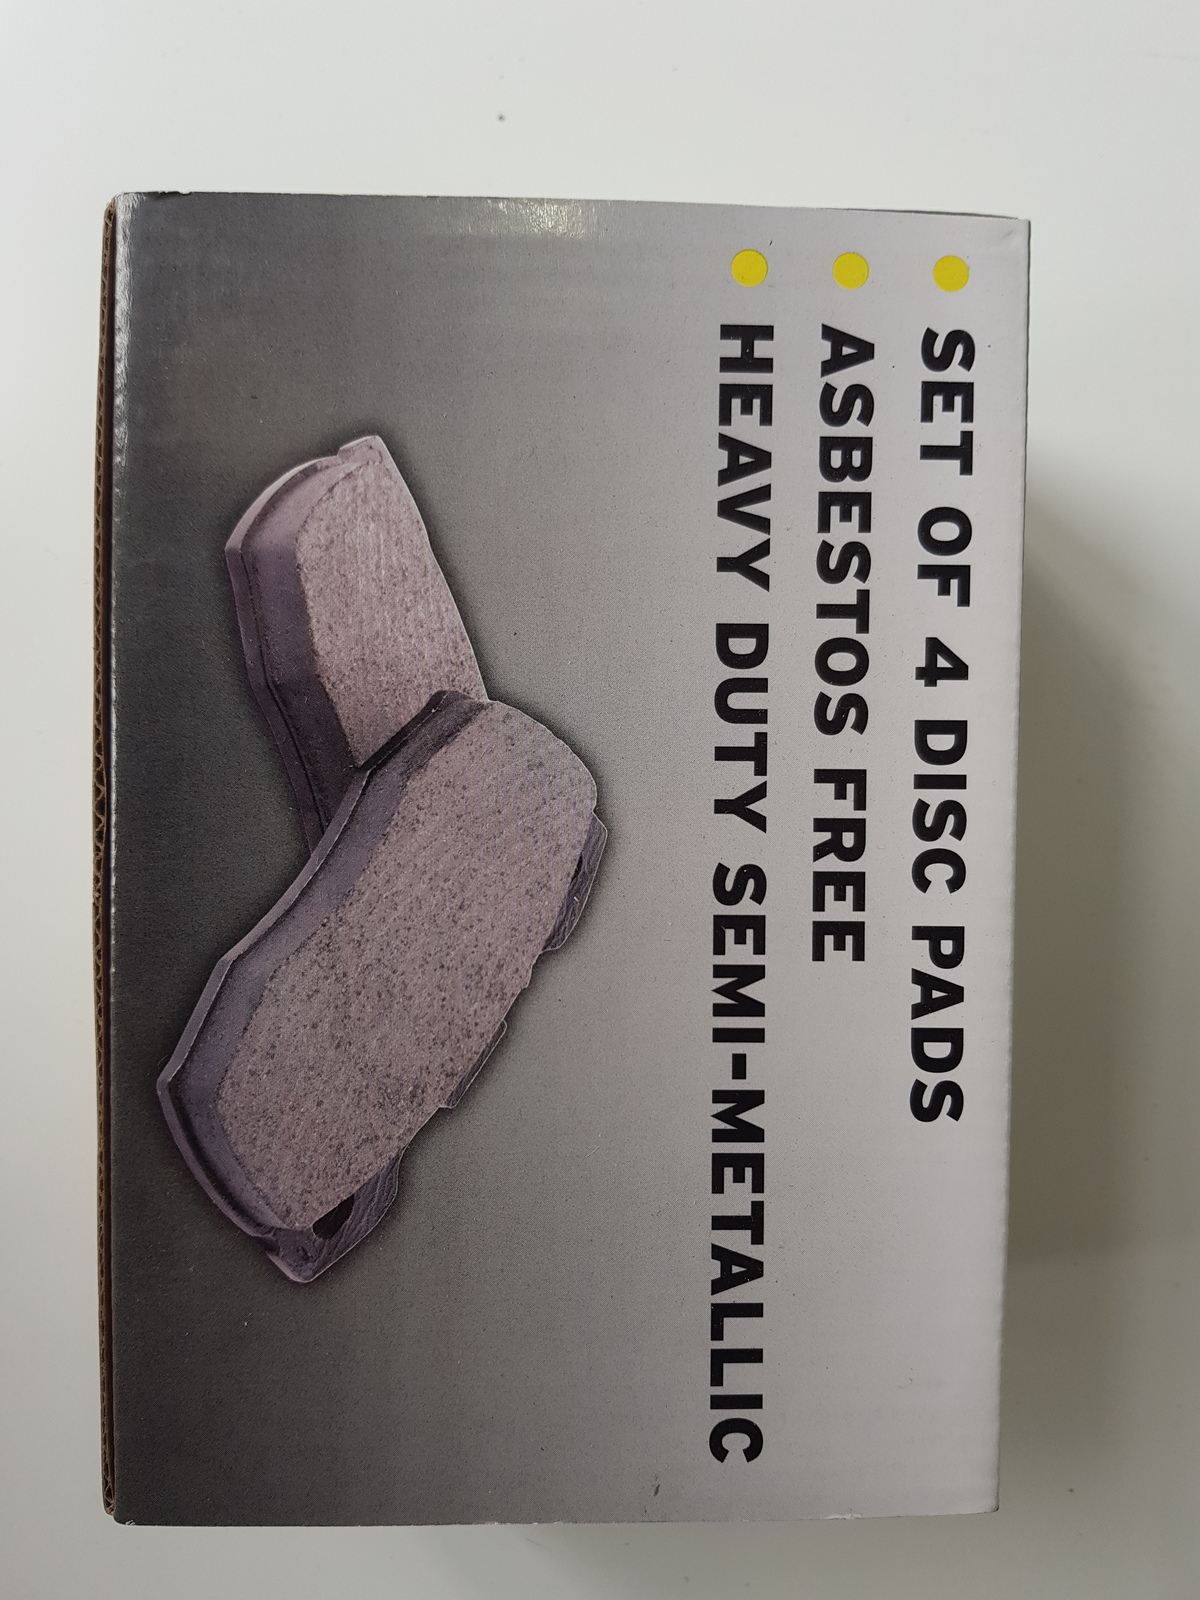 SET OF 4 DISC PADS
ASBESTOS FREE
HEAVY DUTY SEMI-METALLIC